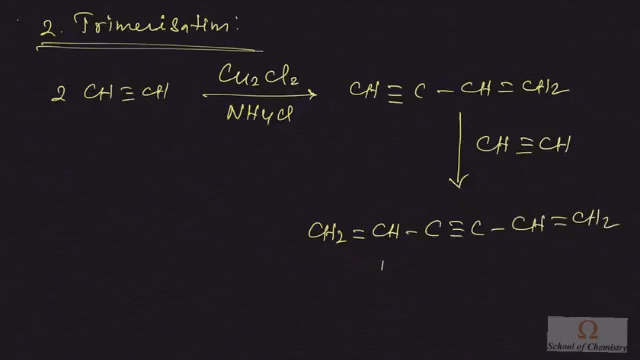 2. Trimerisation:
2 CH≡CH
Cu2Cl2
NH4Cl
CH≡C–CH=CH2
CH≡CH
CH2=CH–C≡C–CH=CH2
Ω
School of Chemistry